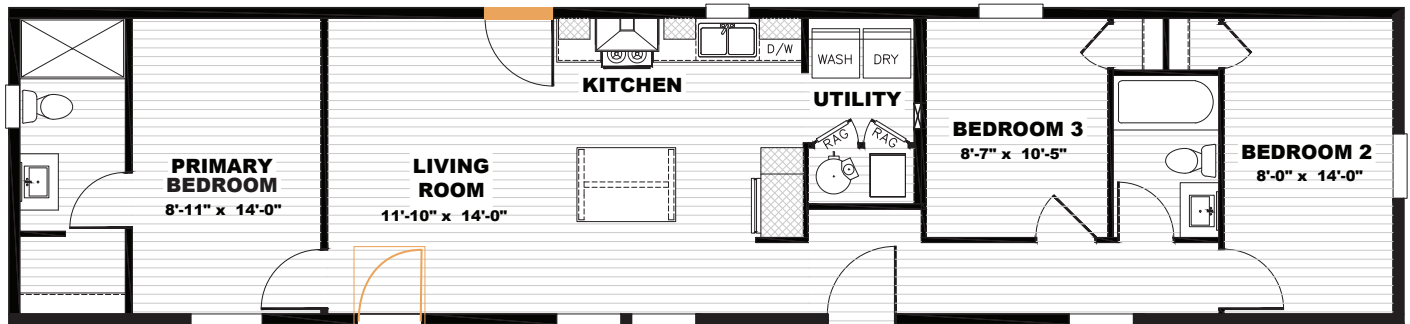 PRIMARY
BEDROOM
8'-11" x 14'-0"
LIVING
ROOM
11'-10" x 14'-0"
KITCHEN
D/W
WASH
DRY
UTILITY
RAG
RAG
BEDROOM 3
8'-7" x 10'-5"
BEDROOM 2
8'-0" x 14'-0"